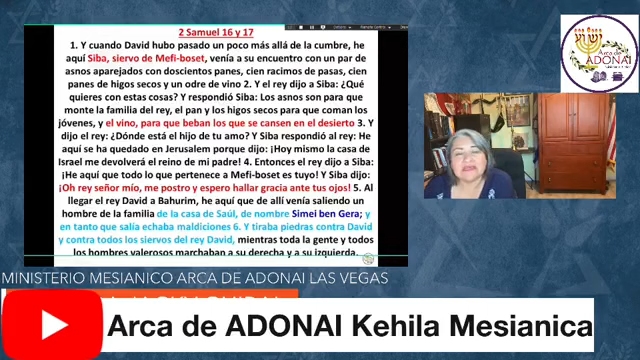 2 Samuel 16 y 17
1. Y cuando David hubo pasado un poco más allá de la cumbre, he
aquí Siba, siervo de Mefi-boset, venía a su encuentro con un par de
asnos aparejados con doscientos panes, cien racimos de pasas, cien
panes de higos secos y un odre de vino 2. Y el rey dijo a Siba: ¿Qué
quieres con estas cosas? Y respondió Siba: Los asnos son para que
monte la familia del rey, el pan y los higos secos para que coman los
jóvenes, y el vino, para que beban los que se cansen en el desierto 3. Y
dijo el rey: ¿Dónde está el hijo de tu amo? Y Siba respondió al rey: He
aquí se ha quedado en Jerusalem porque dijo: ¡Hoy mismo la casa de
Israel me devolverá el reino de mi padre! 4. Entonces el rey dijo a Siba:
¡He aquí que todo lo que pertenece a Mefi-boset es tuyo! Y Siba dijo:
¡Oh rey señor mío, me postro y espero hallar gracia ante tus ojos! 5. Al
llegar el rey David a Bahurim, he aquí que de allí venía saliendo un
hombre de la familia de la casa de Saúl, de nombre Simei ben Gera; y
en tanto que salía echaba maldiciones 6. Y tiraba piedras contra David
y contra todos los siervos del rey David, mientras toda la gente y todos
los hombres valerosos marchaban a su derecha y a su izquierda.
Arca de
ADONAI
MINISTERIO MESIANICO ARCA DE ADONAI LAS VEGAS
Arca de ADONAI Kehila Mesianica